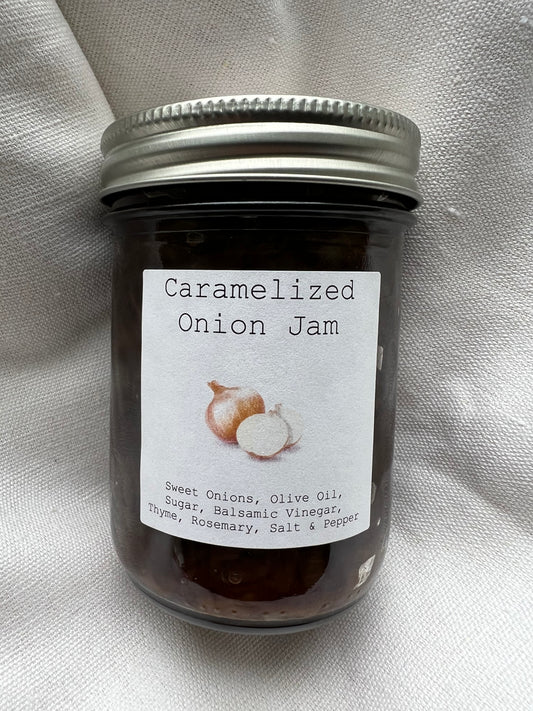 Caramelized
Onion Jam
Sweet Onions, Olive Oil,
Sugar, Balsamic Vinegar,
Thyme, Rosemary, Salt & Pepper